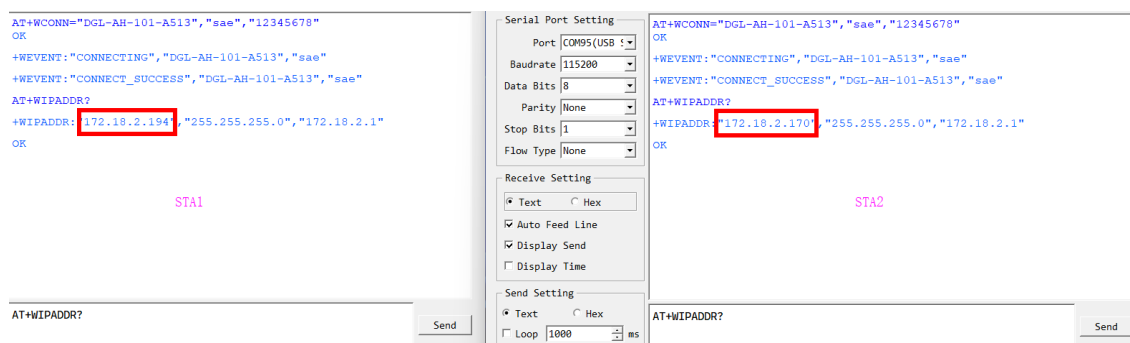 AT+WCONN="DGL-AH-101-A513","sae","12345678"
OK
+WEVENT:"CONNECTING","DGL-AH-101-A513","sae"
+WEVENT:"CONNECT_SUCCESS","DGL-AH-101-A513","sae"
AT+WIPADDR?
+WIPADDR:"172.18.2.194","255.255.255.0","172.18.2.1"
OK
STA1
AT+WIPADDR?
Send
Serial Port Setting
Port COM95(USB
Baudrate 115200
Data Bits 8
Parity None
Stop Bits 1
Flow Type None
Receive Setting
Text Hex
Auto Feed Line
Display Send
Display Time
Send Setting
Text Hex
Loop 1000 ms
AT+WCONN="DGL-AH-101-A513","sae","12345678"
OK
+WEVENT:"CONNECTING","DGL-AH-101-A513","sae"
+WEVENT:"CONNECT_SUCCESS","DGL-AH-101-A513","sae"
AT+WIPADDR?
+WIPADDR:"172.18.2.170","255.255.255.0","172.18.2.1"
OK
STA2
AT+WIPADDR?
Send